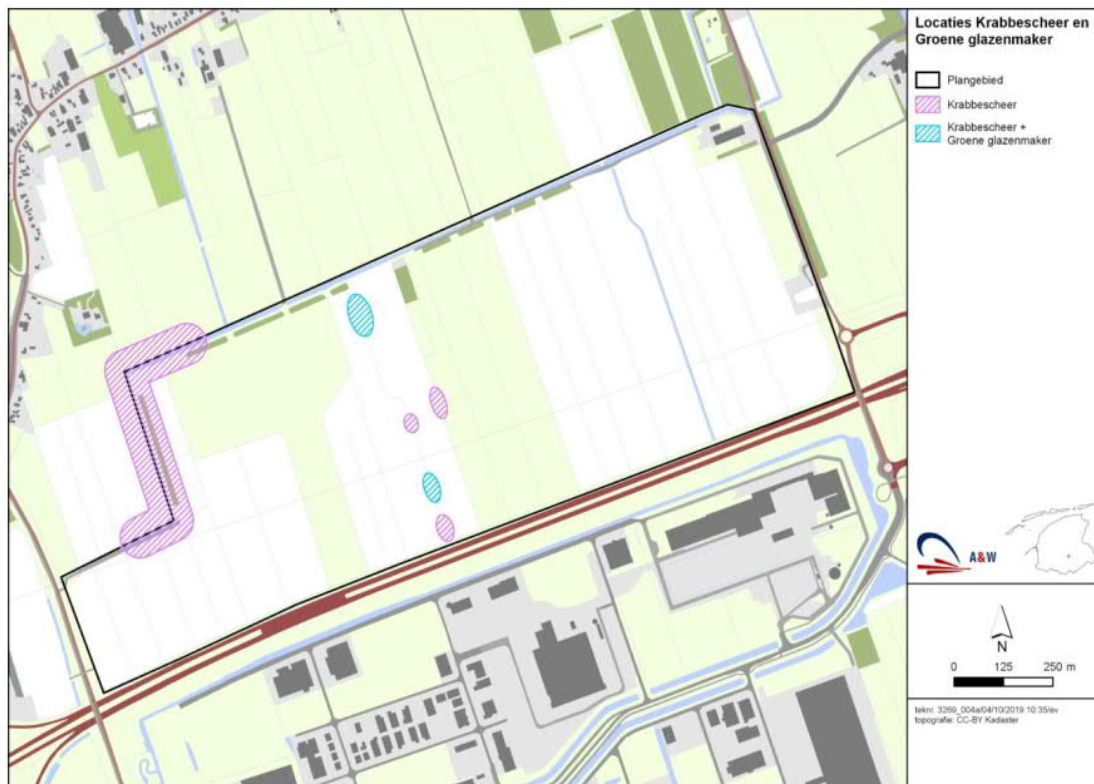 Locaties Krabbescheer en
Groene glazenmaker
Plangebied
Krabbescheer
Krabbescheer +
Groene glazenmaker
A&W
N
0 125 250 m
teknr: 3269_004a/04/10/2019 10:35/ev
topografie: CC-BY Kadaster